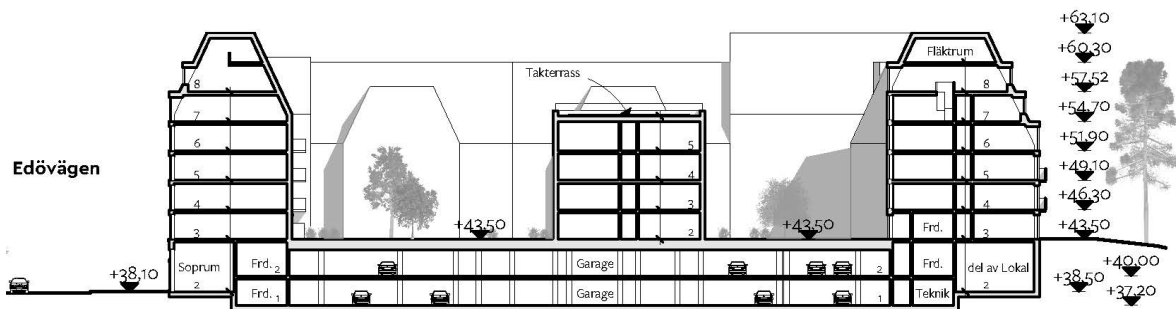 +63,10
Fläktrum
+60,30
Takterrass
8
8
+57,52
7
7
+54,70
6
5
6
+51,90
Edövägen
5
4
5
+49,10
4
3
4
+46,30
3
+43,50
2
+43,50
Frd.
3
+43,50
+38,10
Soprum
2
Frd. 2
Garage
2
Frd.
del av Lokal
2
+40,00
+38,50
Frd. 1
Garage
1
Teknik
+37,20